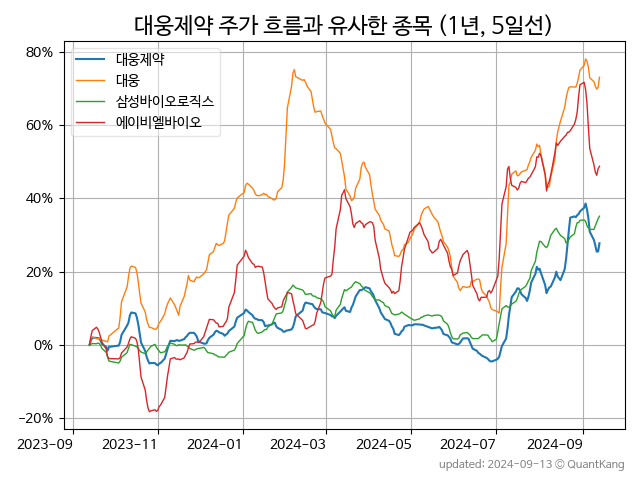 대웅제약 주가 흐름과 유사한 종목 (1년, 5일선)
80%
60%
40%
20%
0%
−20%
대웅제약
대웅
삼성바이오로직스
에이비엘바이오
2023-09
2023-11
2024-01
2024-03
2024-05
2024-07
2024-09
updated: 2024-09-13 © QuantKang